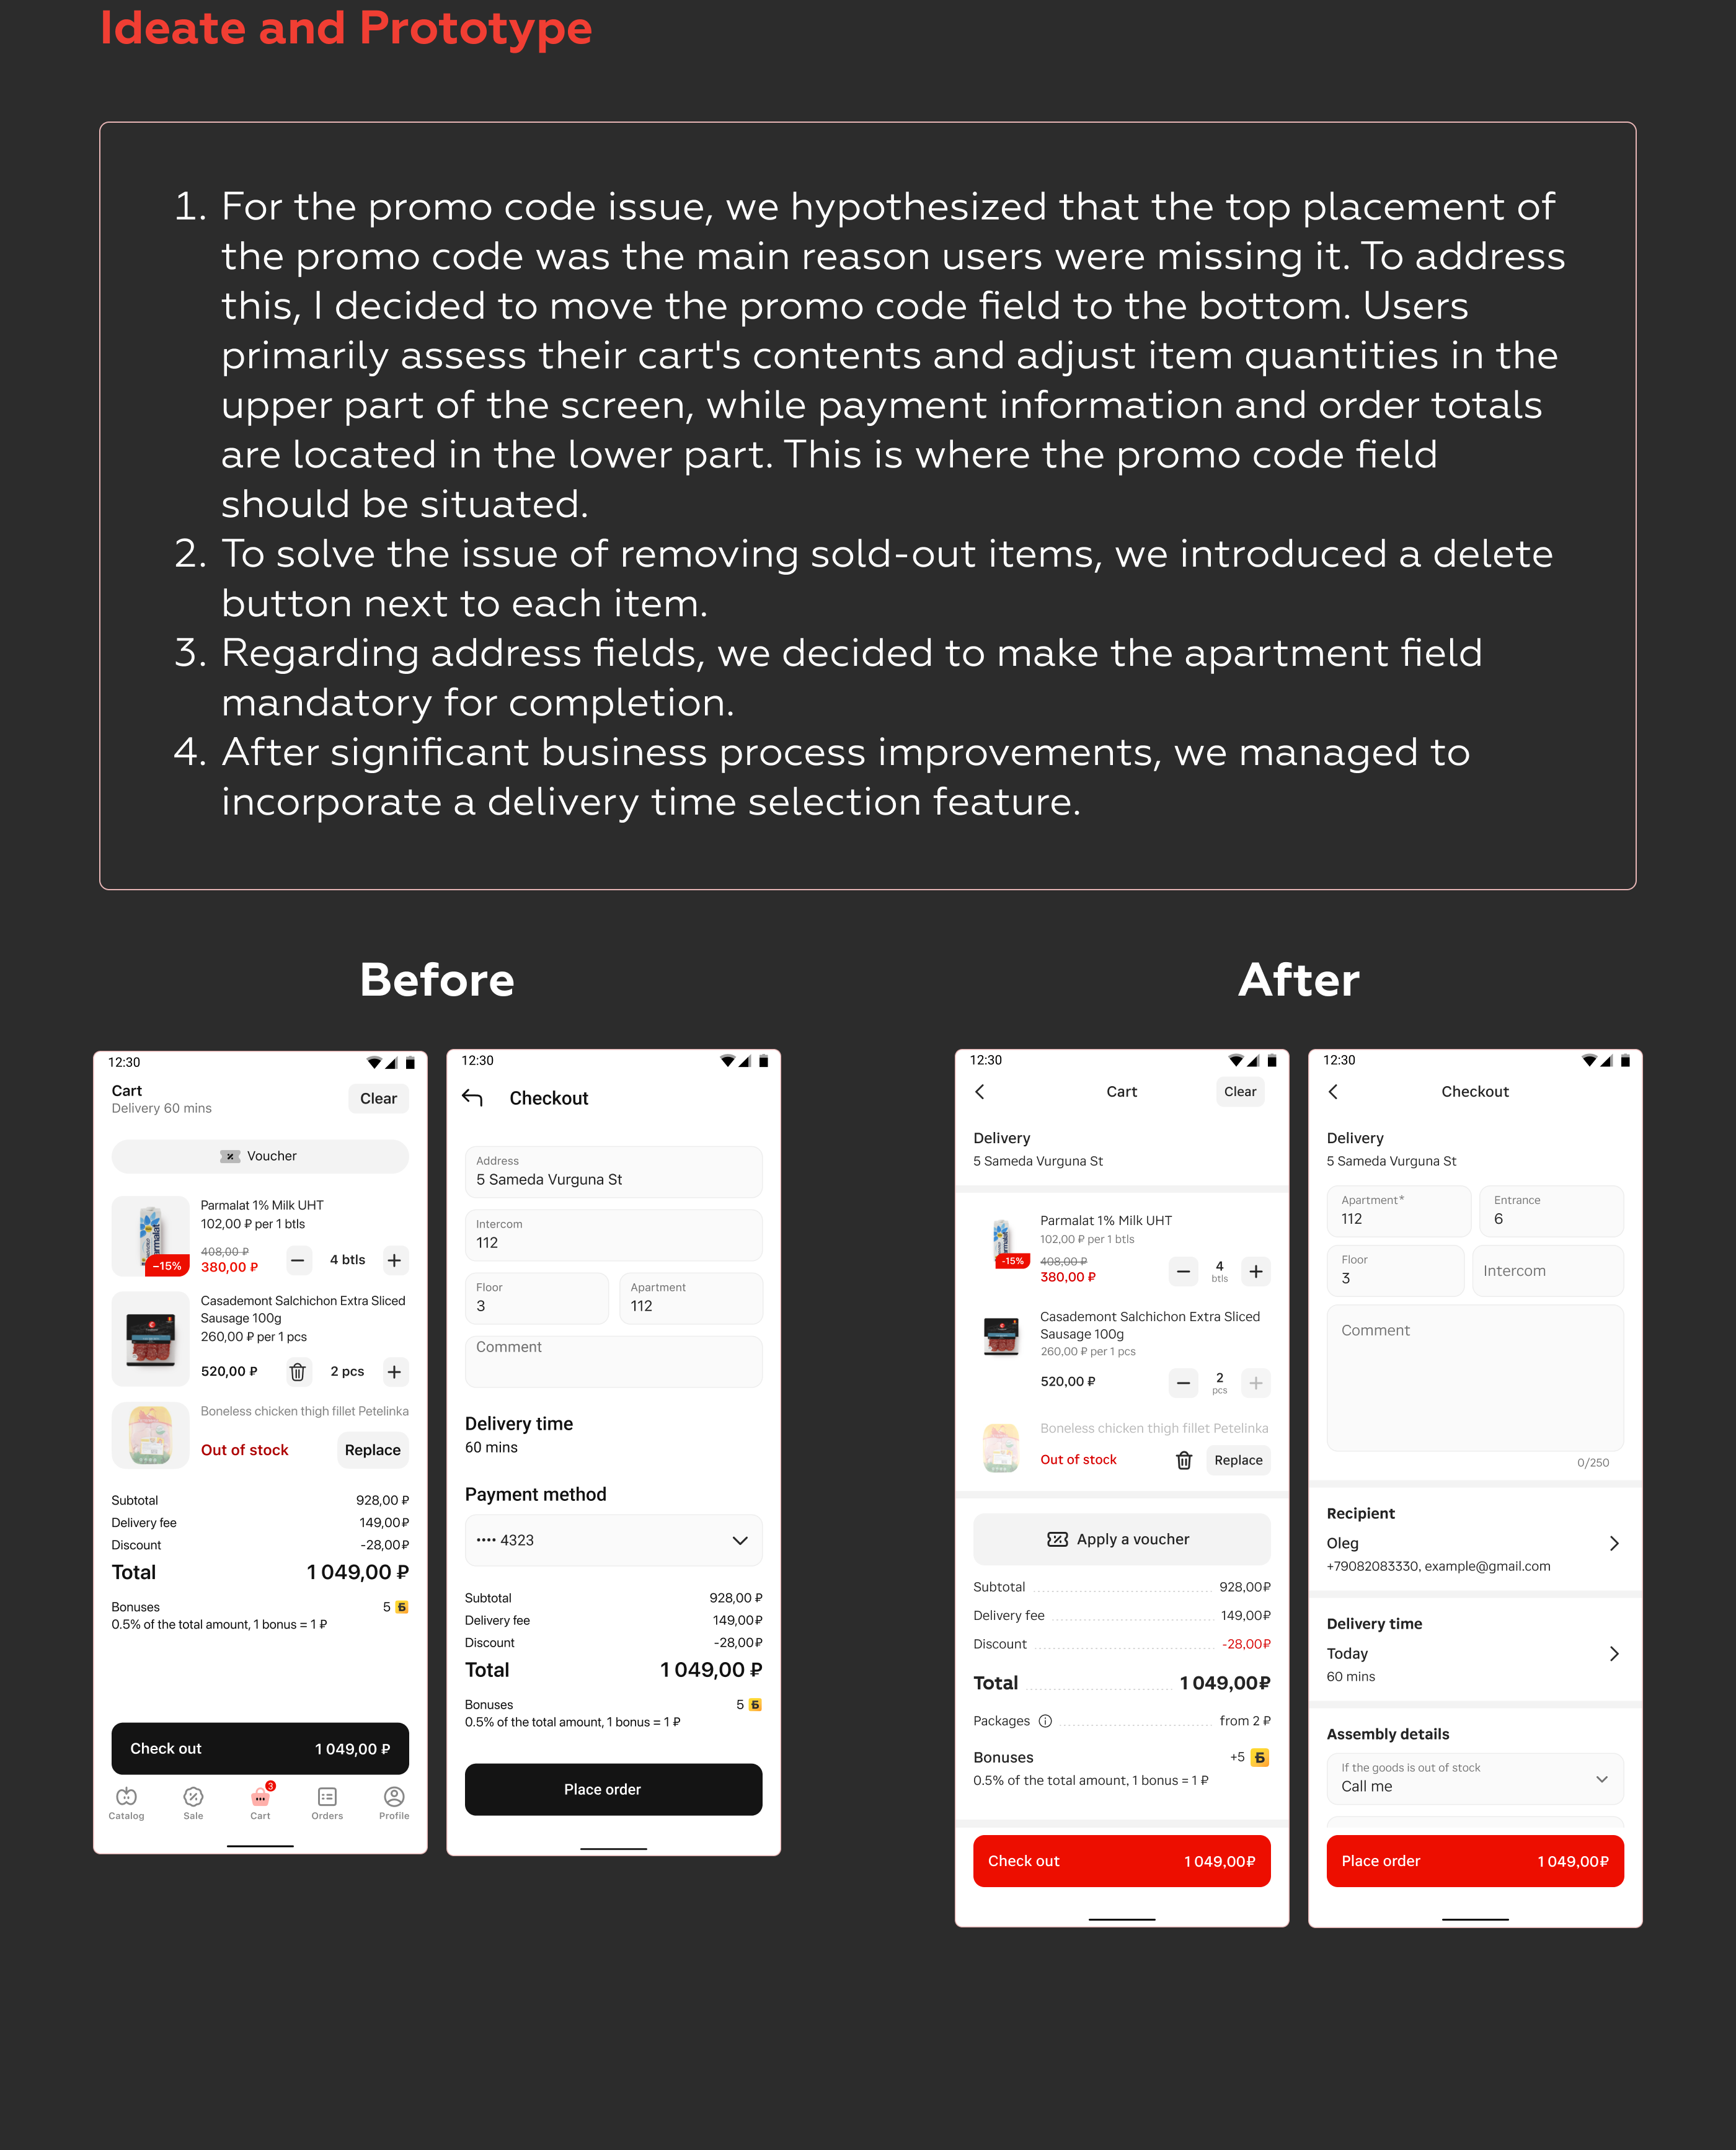 Ideate and Prototype
1. For the promo code issue, we hypothesized that the top placement of
the promo code was the main reason users were missing it. To address
this, I decided to move the promo code field to the bottom. Users
primarily assess their cart's contents and adjust item quantities in the
upper part of the screen, while payment information and order totals
are located in the lower part. This is where the promo code field
should be situated.
2. To solve the issue of removing sold-out items, we introduced a delete
button next to each item.
3. Regarding address fields, we decided to make the apartment field
mandatory for completion.
4. After significant business process improvements, we managed to
incorporate a delivery time selection feature.
Before
12:30
Cart
Delivery 60 mins
Clear
Voucher
Parmalat 1% Milk UHT
102,00 ₽ per 1 btls
408,00 ₽
-15%
380,00 ₽
4 btls
Casademont Salchichon Extra Sliced
Sausage 100g
260,00 ₽ per 1 pcs
520,00 ₽
2 pcs
Boneless chicken thigh fillet Petelinka
Out of stock
Replace
Subtotal 928,00 ₽
Delivery fee 149,00₽
Discount -28,00₽
Total 1 049,00 ₽
Bonuses 5 Б
0.5% of the total amount, 1 bonus = 1 ₽
Check out 1 049,00 ₽
3
Catalog Sale Cart Orders Profile
12:30
Checkout
Address
5 Sameda Vurguna St
Intercom
112
Floor
3
Apartment
112
Comment
Delivery time
60 mins
Payment method
•••• 4323
Subtotal 928,00 ₽
Delivery fee 149,00₽
Discount -28,00₽
Total 1 049,00 ₽
Bonuses 5 Б
0.5% of the total amount, 1 bonus = 1 ₽
Place order
After
12:30
Cart
Clear
Delivery
5 Sameda Vurguna St
Parmalat 1% Milk UHT
102,00 ₽ per 1 btls
-15%
408,00 ₽
380,00 ₽
4
btls
Casademont Salchichon Extra Sliced
Sausage 100g
260,00 ₽ per 1 pcs
520,00 ₽
2
pcs
Boneless chicken thigh fillet Petelinka
Out of stock
Replace
Apply a voucher
Subtotal 928,00₽
Delivery fee 149,00₽
Discount -28,00₽
Total 1 049,00₽
Packages from 2 ₽
Bonuses +5 Б
0.5% of the total amount, 1 bonus = 1 ₽
Check out 1 049,00₽
12:30
Checkout
Delivery
5 Sameda Vurguna St
Apartment*
112
Entrance
6
Floor
3
Intercom
Comment
0/250
Recipient
Oleg
+79082083330, example@gmail.com
Delivery time
Today
60 mins
Assembly details
If the goods is out of stock
Call me
Place order 1 049,00₽